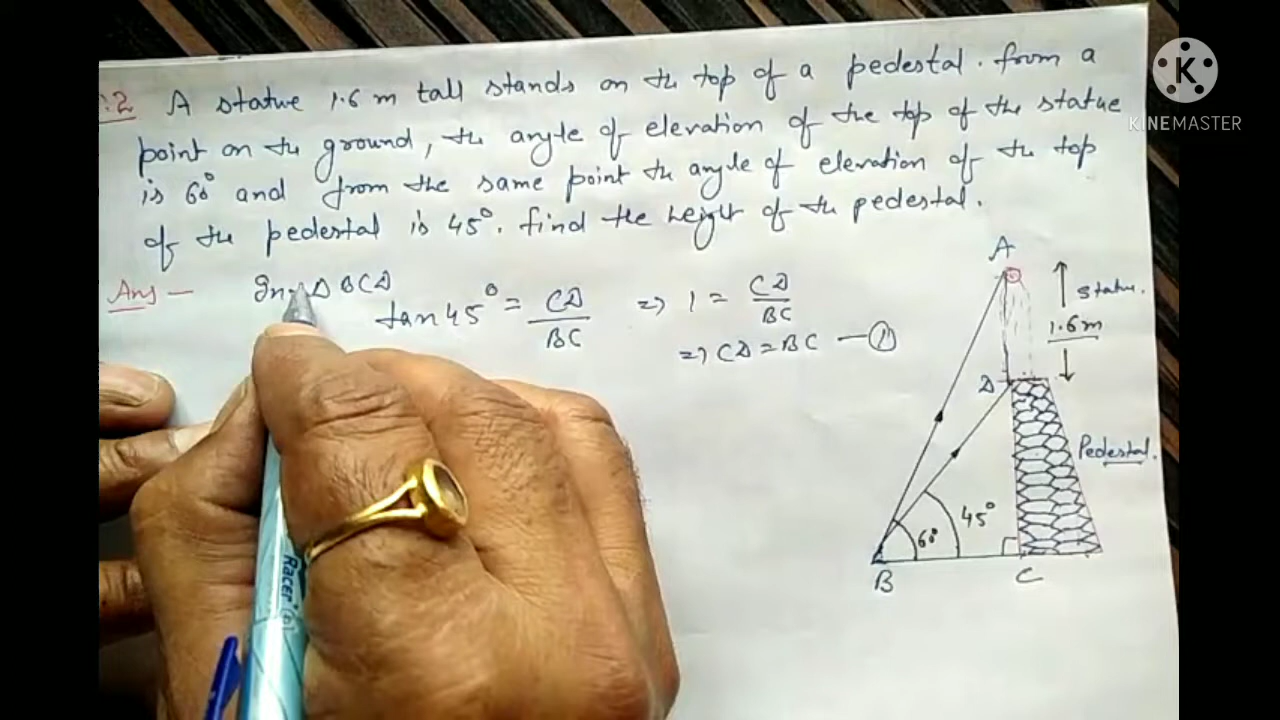 :2 A statue 1.6 m tall stands on the top of a pedestal. from a
point on the ground, the angle of elevation of the top of the statue
is 60° and from the same point the angle of elevation of the top
of the pedestal is 45°. find the height of the pedestal.
Ans —
In Δ BCD
tan 45° = CD/BC => 1 = CD/BC
=> CD = BC — ①
A
statue.
1.6 m
D
Pedestal.
45°
60°
B
C
Racer
K
KINEMASTER